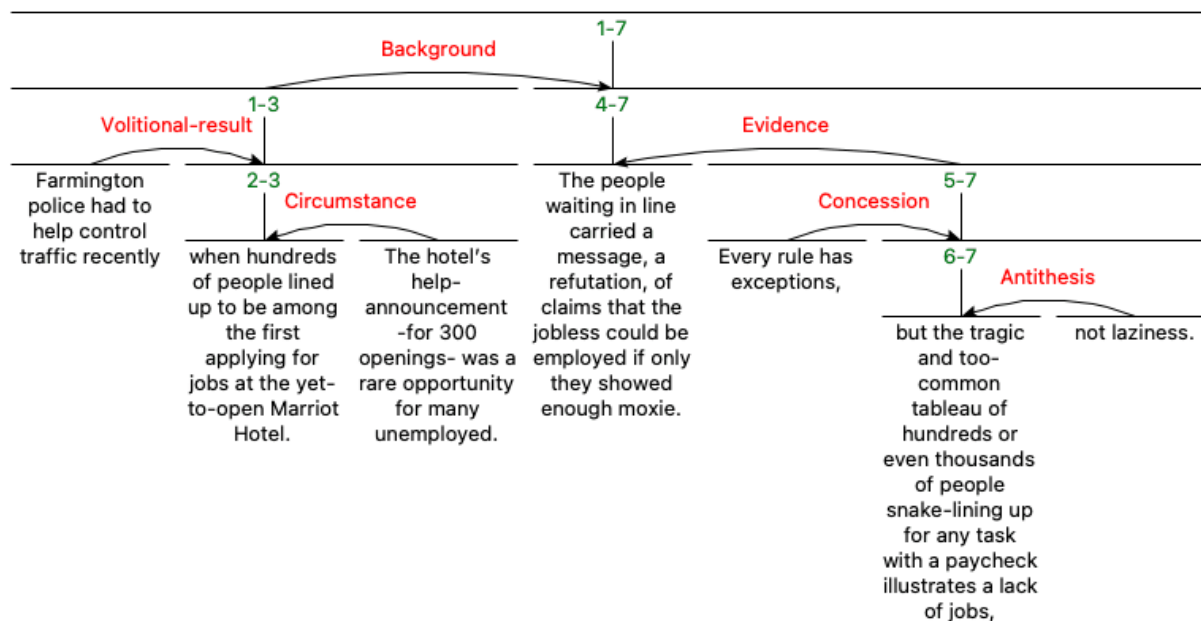 1-7
Background
1-3
4-7
Volitional-result
Evidence
Farmington
police had to
help control
traffic recently
2-3
Circumstance
when hundreds
of people lined
up to be among
the first
applying for
jobs at the yet-
to-open Marriot
Hotel.
The hotel’s
help-
announcement
-for 300
openings- was a
rare opportunity
for many
unemployed.
The people
waiting in line
carried a
message, a
refutation, of
claims that the
jobless could be
employed if only
they showed
enough moxie.
5-7
Concession
Every rule has
exceptions,
6-7
Antithesis
but the tragic
and too-
common
tableau of
hundreds or
even thousands
of people
snake-lining up
for any task
with a paycheck
illustrates a lack
of jobs,
not laziness.